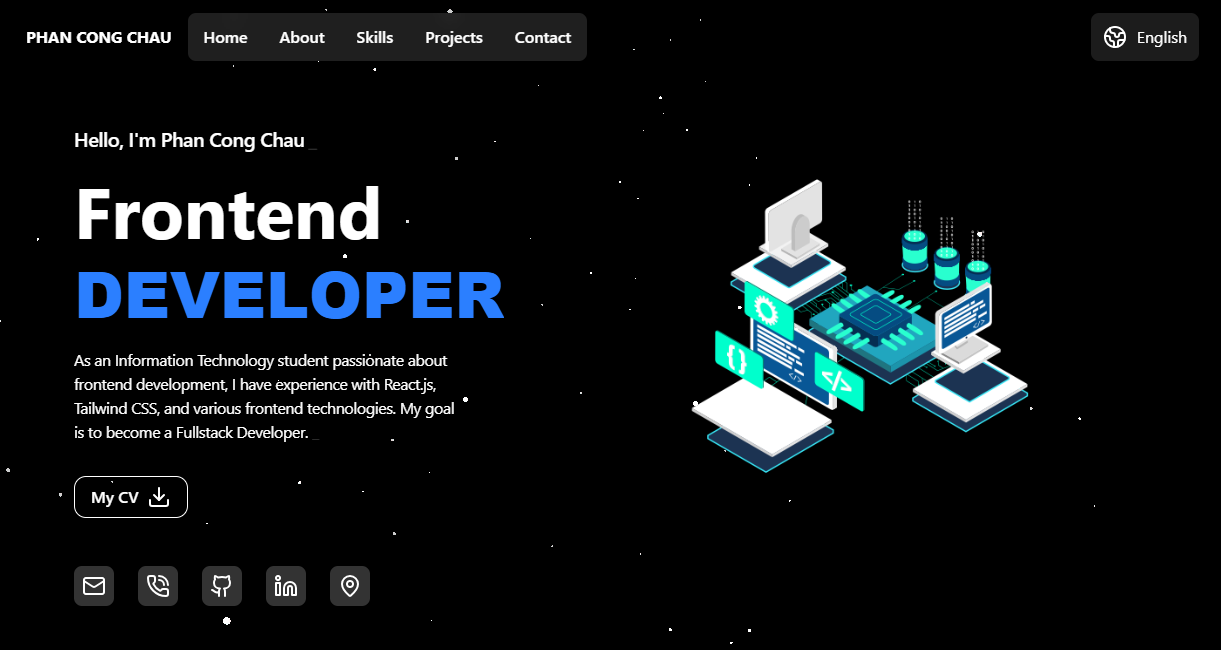 PHAN CONG CHAU
Home About Skills Projects Contact
English
Hello, I'm Phan Cong Chau _
Frontend
DEVELOPER
As an Information Technology student passionate about
frontend development, I have experience with React.js,
Tailwind CSS, and various frontend technologies. My goal
is to become a Fullstack Developer. _
My CV
{}
</>
</>
</>